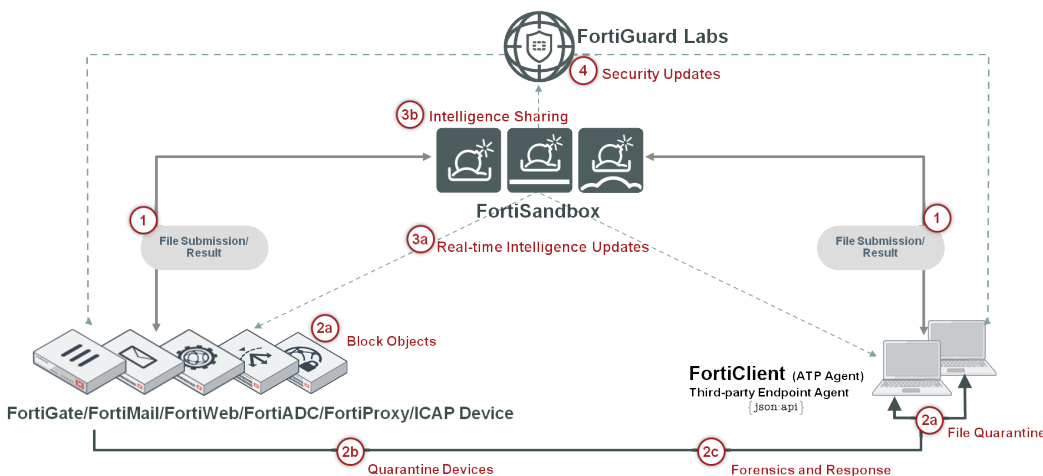 FortiGuard Labs
4 Security Updates
3b Intelligence Sharing
FortiSandbox
1
File Submission/
Result
1
File Submission/
Result
3a Real-time Intelligence Updates
2a Block Objects
FortiClient (ATP Agent)
Third-party Endpoint Agent
{json:api}
FortiGate/FortiMail/FortiWeb/FortiADC/FortiProxy/ICAP Device
2a File Quarantine
2b Quarantine Devices
2c Forensics and Response